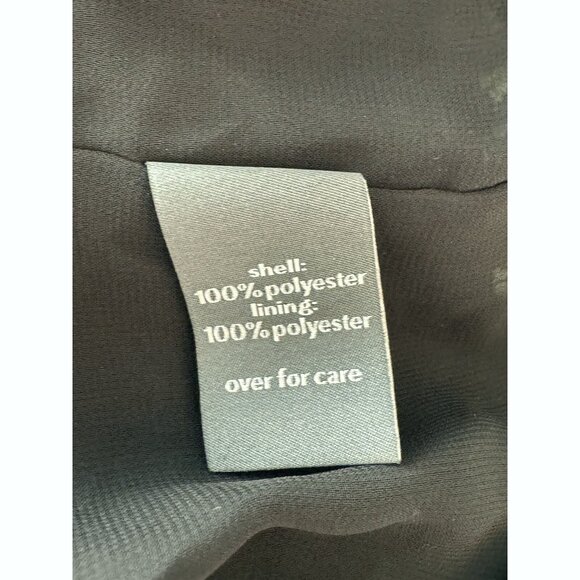 shell:
100% polyester
lining:
100% polyester
over for care